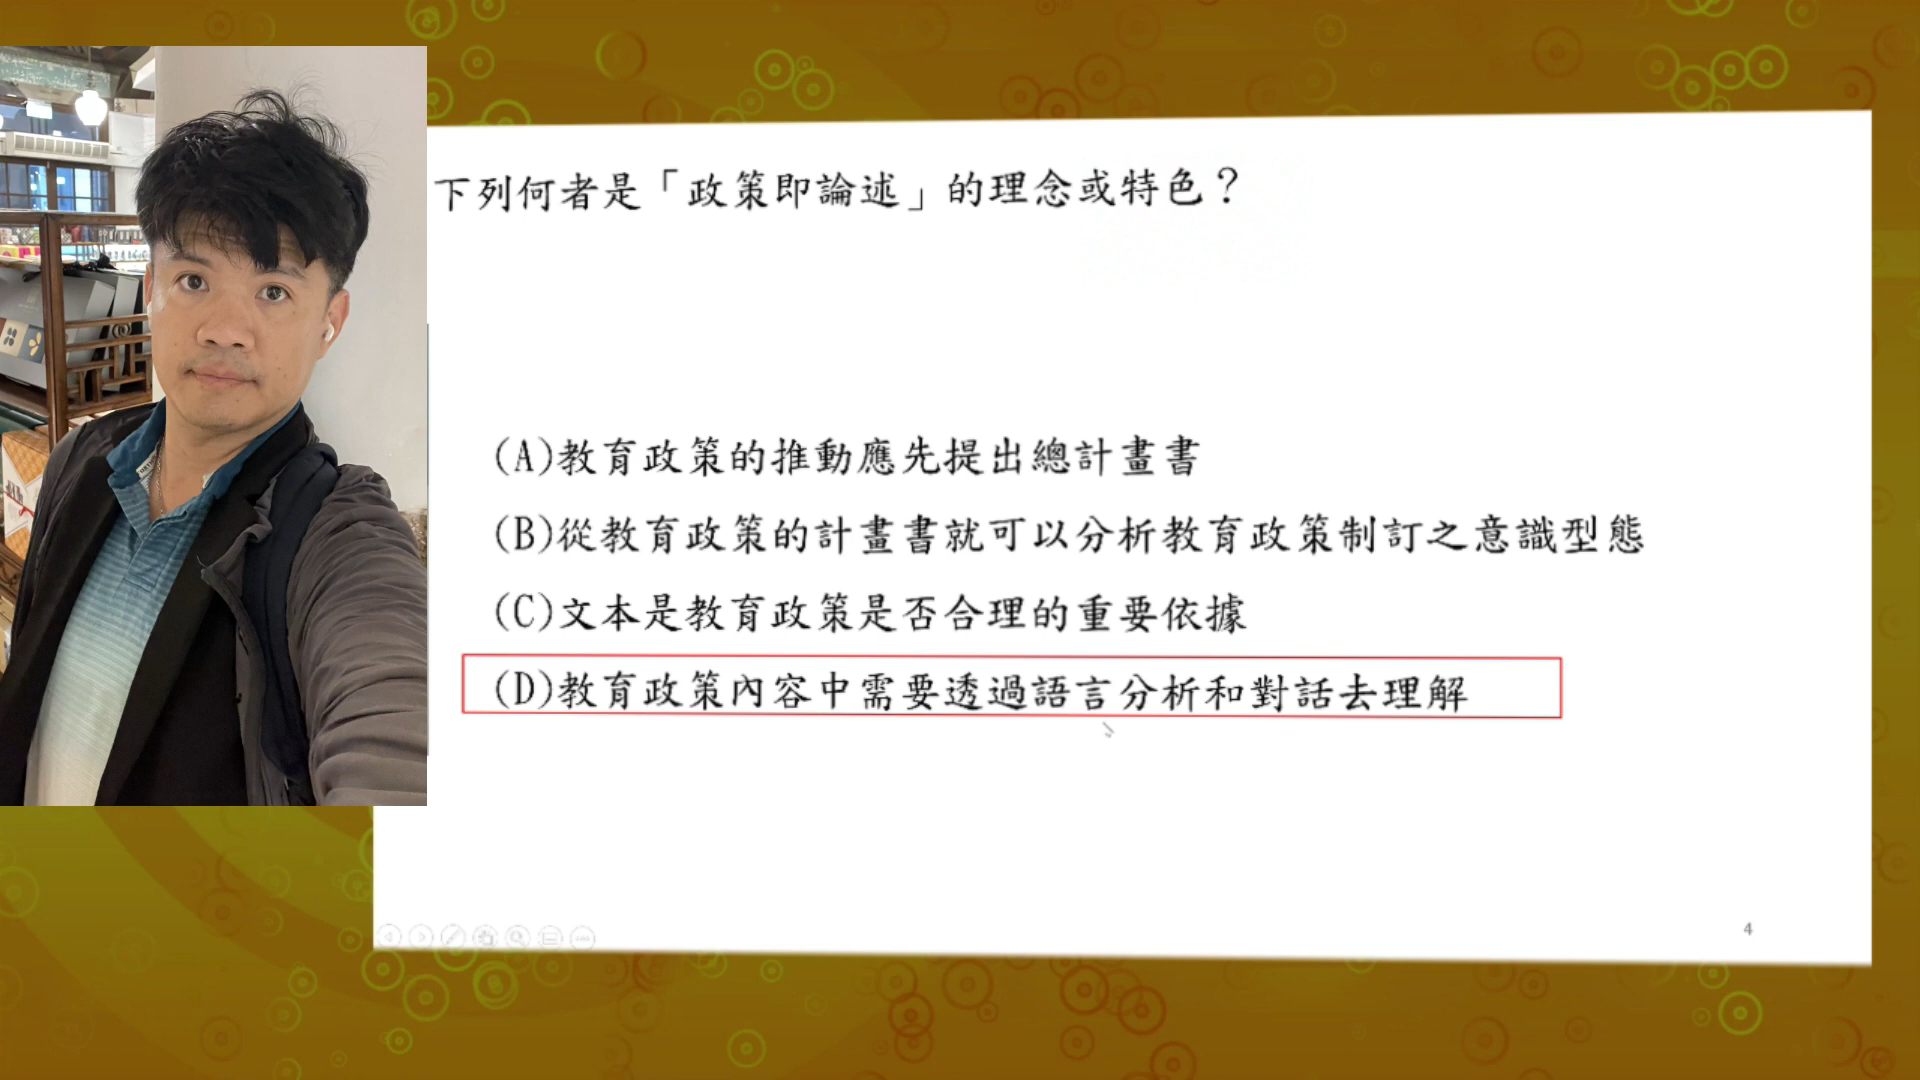 下列何者是「政策即論述」的理念或特色？
(A)教育政策的推動應先提出總計畫書
(B)從教育政策的計畫書就可以分析教育政策制訂之意識型態
(C)文本是教育政策是否合理的重要依據
(D)教育政策內容中需要透過語言分析和對話去理解
4